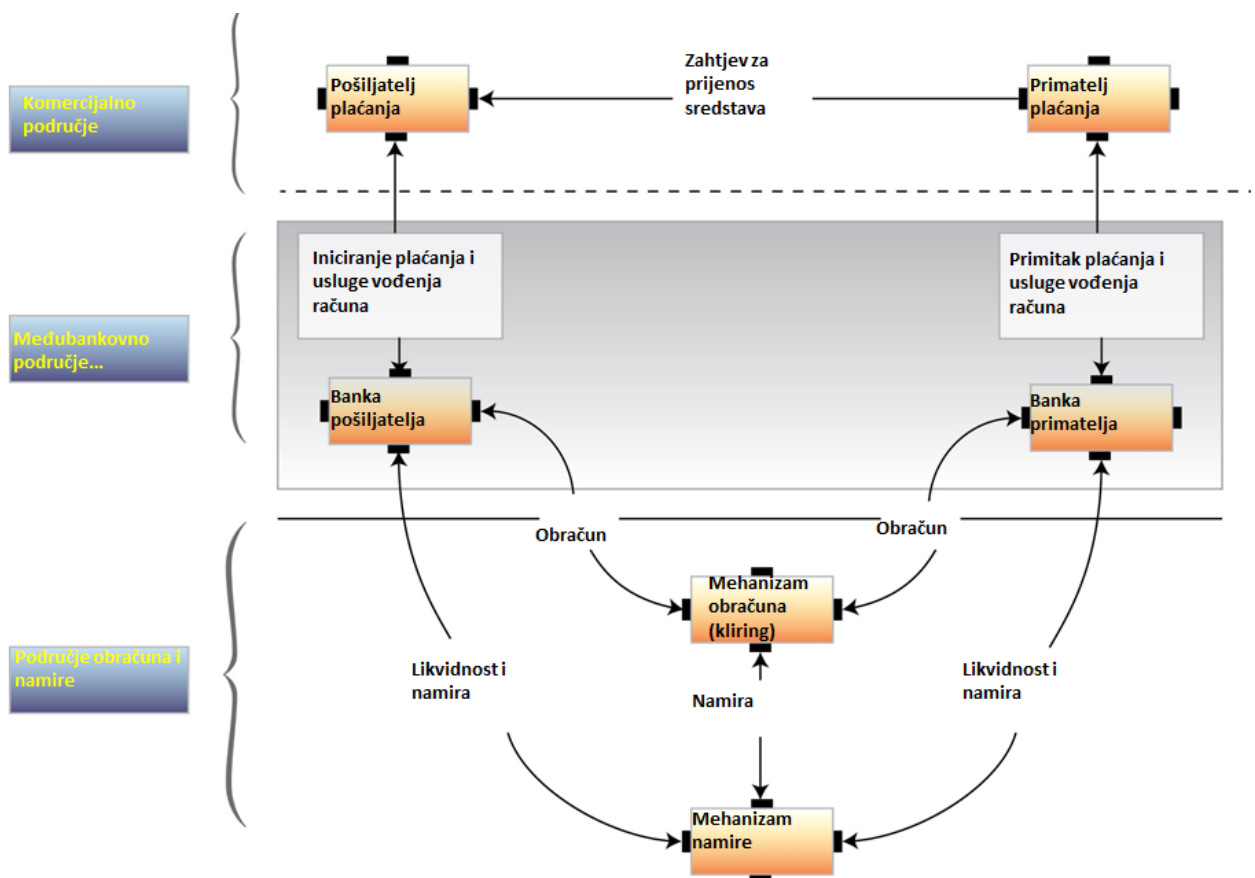 Komercijalno
područje
Pošiljatelj
plaćanja
Zahtjev za
prijenos
sredstava
Primatelj
plaćanja
Međubankovno
područje...
Iniciranje plaćanja i
usluge vođenja
računa
Primitak plaćanja i
usluge vođenja
računa
Banka
pošiljatelja
Banka
primatelja
Obračun
Obračun
Područje obračuna i
namire
Mehanizam
obračuna
(kliring)
Likvidnost i
namira
Namira
Likvidnost i
namira
Mehanizam
namire